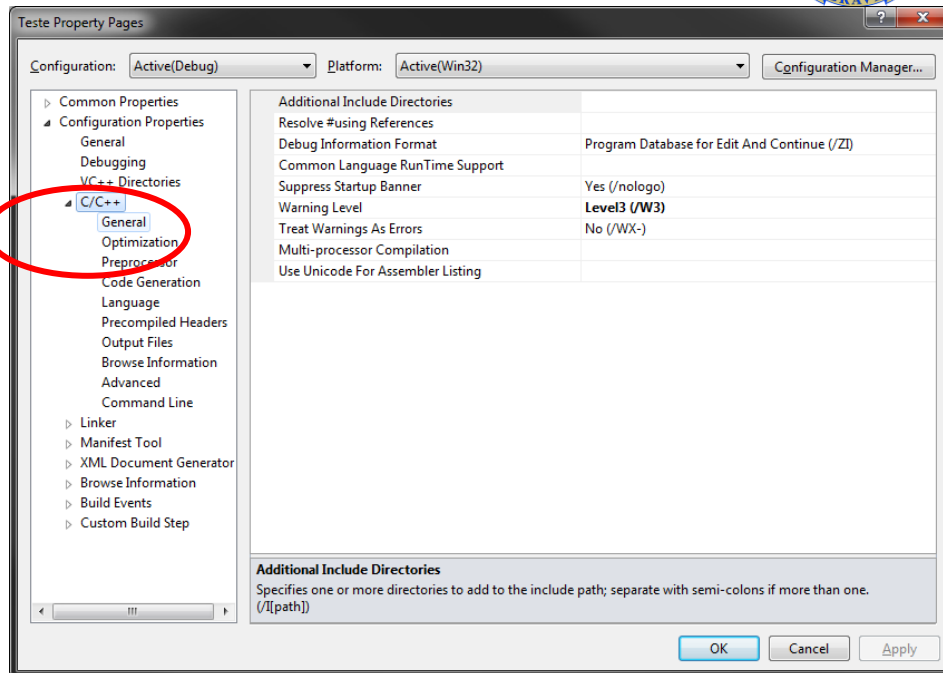 Teste Property Pages
Configuration: Active(Debug) Platform: Active(Win32) Configuration Manager...
Common Properties
Configuration Properties
General
Debugging
VC++ Directories
C/C++
General
Optimization
Preprocessor
Code Generation
Language
Precompiled Headers
Output Files
Browse Information
Advanced
Command Line
Linker
Manifest Tool
XML Document Generator
Browse Information
Build Events
Custom Build Step
Additional Include Directories
Resolve #using References
Debug Information Format Program Database for Edit And Continue (/ZI)
Common Language RunTime Support
Suppress Startup Banner Yes (/nologo)
Warning Level Level3 (/W3)
Treat Warnings As Errors No (/WX-)
Multi-processor Compilation
Use Unicode For Assembler Listing
Additional Include Directories
Specifies one or more directories to add to the include path; separate with semi-colons if more than one.
(/I[path])
OK Cancel Apply